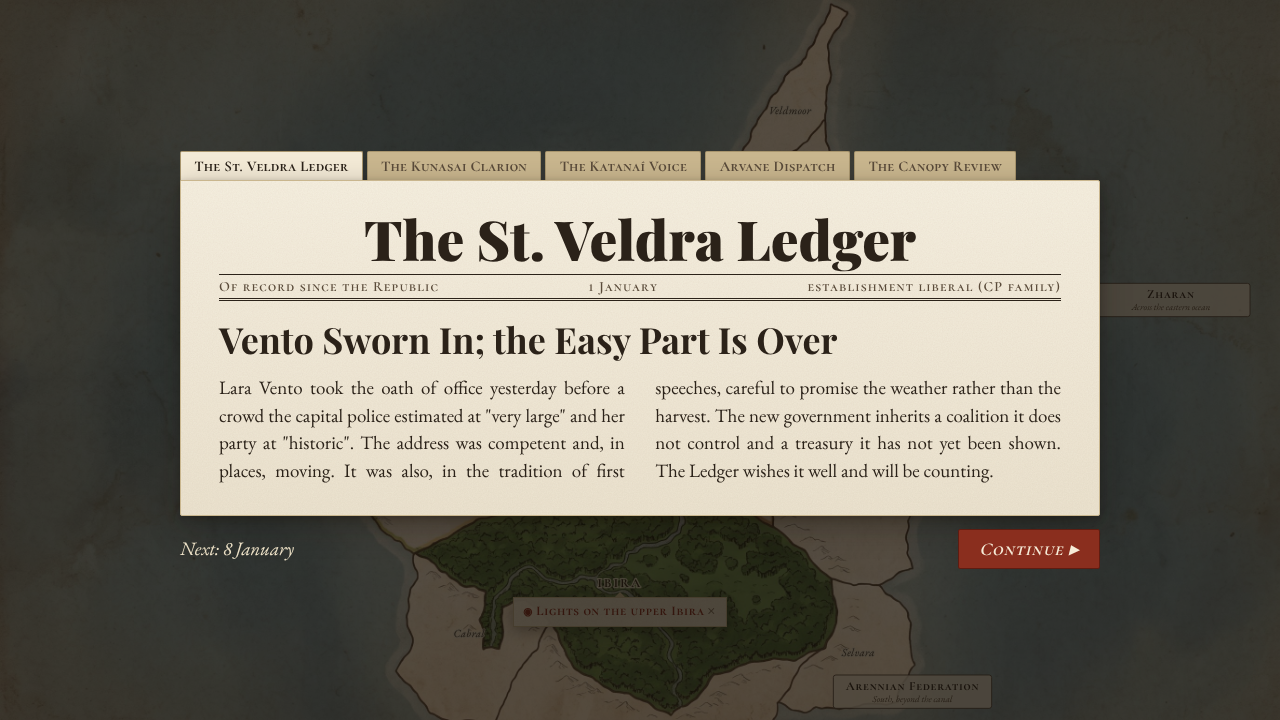 Veldmoor
The St. Veldra Ledger
The Kunasai Clarion
The Katanaí Voice
Arvane Dispatch
The Canopy Review
The St. Veldra Ledger
Of record since the Republic
1 January
establishment liberal (CP family)
Zharan
Across the eastern ocean
Vento Sworn In; the Easy Part Is Over
Lara Vento took the oath of office yesterday before a
crowd the capital police estimated at "very large" and her
party at "historic". The address was competent and, in
places, moving. It was also, in the tradition of first
speeches, careful to promise the weather rather than the
harvest. The new government inherits a coalition it does
not control and a treasury it has not yet been shown.
The Ledger wishes it well and will be counting.
Next: 8 January
Continue ▶
IBIRA
Lights on the upper Ibira ×
Selvara
Arennian Federation
South, beyond the canal